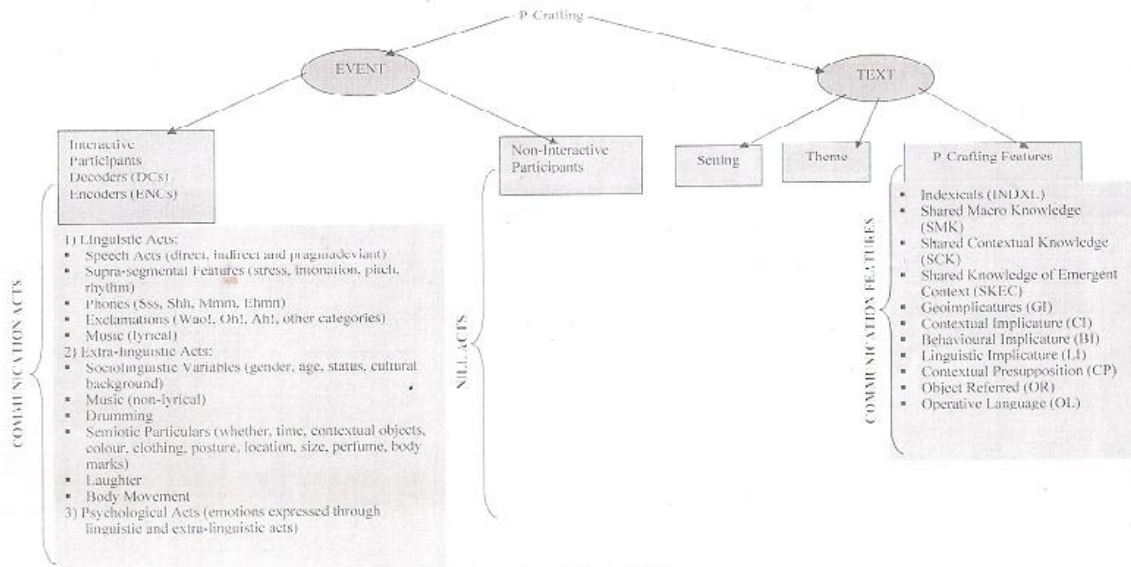 P-Crafting
EVENT
TEXT
Interactive
Participants
Decoders (DCs)
Encoders (ENCs)
Non-Interactive
Participants
Setting
Theme
P-Crafting Features
COMMUNICATION ACTS
1) Linguistic Acts:
▪ Speech Acts (direct, indirect and pragmadeviant)
▪ Supra-segmental Features (stress, intonation, pitch,
rhythm)
▪ Phones (Sss, Shh, Mmm, Ehmn)
▪ Exclamations (Wao!, Oh!, Ah!, other categories)
▪ Music (lyrical)
2) Extra-linguistic Acts:
▪ Sociolinguistic Variables (gender, age, status, cultural
background)
▪ Music (non-lyrical)
▪ Drumming
▪ Semiotic Particulars (whether, time, contextual objects,
colour, clothing, posture, location, size, perfume, body
marks)
▪ Laughter
▪ Body Movement
3) Psychological Acts (emotions expressed through
linguistic and extra-linguistic acts)
NILL ACTS
COMMUNICATION FEATURES
▪ Indexicals (INDXL)
▪ Shared Macro Knowledge
(SMK)
▪ Shared Contextual Knowledge
(SCK)
▪ Shared Knowledge of Emergent
Context (SKEC)
▪ Geoimplicatures (GI)
▪ Contextual Implicature (CI)
▪ Behavioural Implicature (BI)
▪ Linguistic Implicature (LI)
▪ Contextual Presupposition (CP)
▪ Object Referred (OR)
▪ Operative Language (OL)